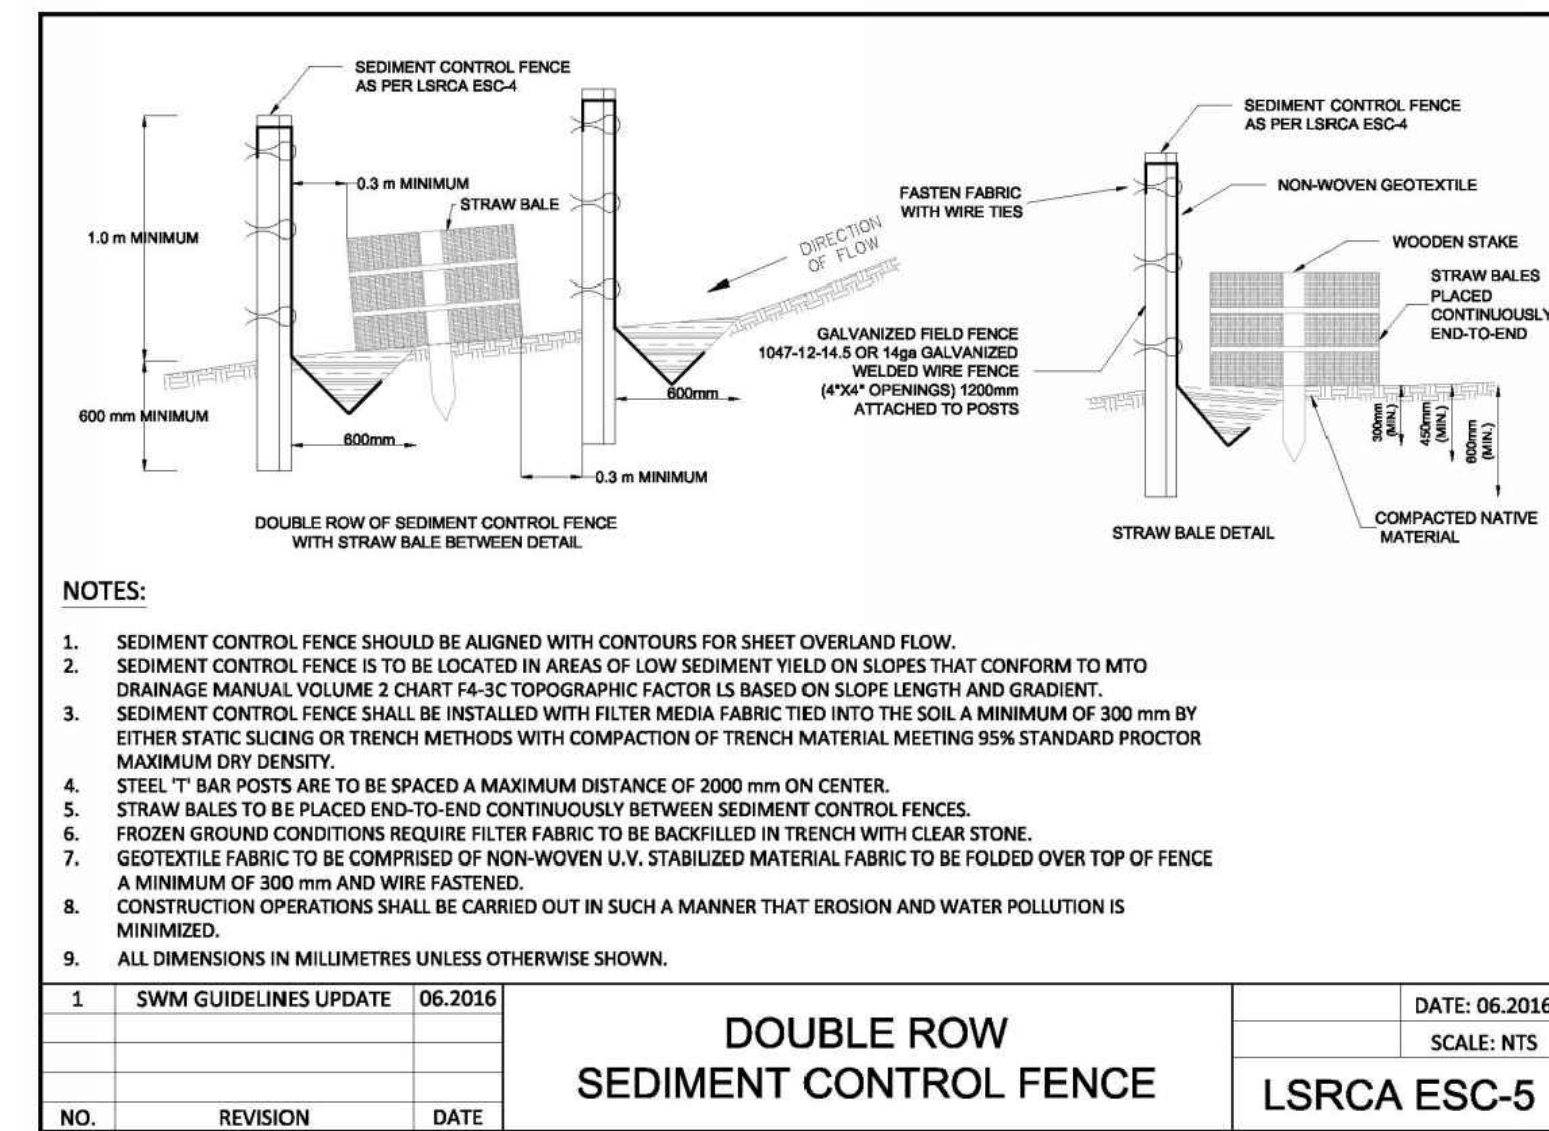 SEDIMENT CONTROL FENCE
AS PER LSRCA ESC-4
0.3 m MINIMUM
STRAW BALE
1.0 m MINIMUM
600 mm MINIMUM
600mm
600mm
0.3 m MINIMUM
DIRECTION
OF FLOW
DOUBLE ROW OF SEDIMENT CONTROL FENCE
WITH STRAW BALE BETWEEN DETAIL
SEDIMENT CONTROL FENCE
AS PER LSRCA ESC-4
FASTEN FABRIC
WITH WIRE TIES
NON-WOVEN GEOTEXTILE
WOODEN STAKE
STRAW BALES
PLACED
CONTINUOUSLY
END-TO-END
GALVANIZED FIELD FENCE
1047-12-14.5 OR 14ga GALVANIZED
WELDED WIRE FENCE
(4"X4" OPENINGS) 1200mm
ATTACHED TO POSTS
300mm
(MIN.)
450mm
(MIN.)
600mm
(MIN.)
COMPACTED NATIVE
MATERIAL
STRAW BALE DETAIL
NOTES:
1. SEDIMENT CONTROL FENCE SHOULD BE ALIGNED WITH CONTOURS FOR SHEET OVERLAND FLOW.
2. SEDIMENT CONTROL FENCE IS TO BE LOCATED IN AREAS OF LOW SEDIMENT YIELD ON SLOPES THAT CONFORM TO MTO
DRAINAGE MANUAL VOLUME 2 CHART F4-3C TOPOGRAPHIC FACTOR LS BASED ON SLOPE LENGTH AND GRADIENT.
3. SEDIMENT CONTROL FENCE SHALL BE INSTALLED WITH FILTER MEDIA FABRIC TIED INTO THE SOIL A MINIMUM OF 300 mm BY
EITHER STATIC SLICING OR TRENCH METHODS WITH COMPACTION OF TRENCH MATERIAL MEETING 95% STANDARD PROCTOR
MAXIMUM DRY DENSITY.
4. STEEL 'T' BAR POSTS ARE TO BE SPACED A MAXIMUM DISTANCE OF 2000 mm ON CENTER.
5. STRAW BALES TO BE PLACED END-TO-END CONTINUOUSLY BETWEEN SEDIMENT CONTROL FENCES.
6. FROZEN GROUND CONDITIONS REQUIRE FILTER FABRIC TO BE BACKFILLED IN TRENCH WITH CLEAR STONE.
7. GEOTEXTILE FABRIC TO BE COMPRISED OF NON-WOVEN U.V. STABILIZED MATERIAL FABRIC TO BE FOLDED OVER TOP OF FENCE
A MINIMUM OF 300 mm AND WIRE FASTENED.
8. CONSTRUCTION OPERATIONS SHALL BE CARRIED OUT IN SUCH A MANNER THAT EROSION AND WATER POLLUTION IS
MINIMIZED.
9. ALL DIMENSIONS IN MILLIMETRES UNLESS OTHERWISE SHOWN.
1 SWM GUIDELINES UPDATE 06.2016
NO. REVISION DATE
DOUBLE ROW
SEDIMENT CONTROL FENCE
DATE: 06.2016
SCALE: NTS
LSRCA ESC-5